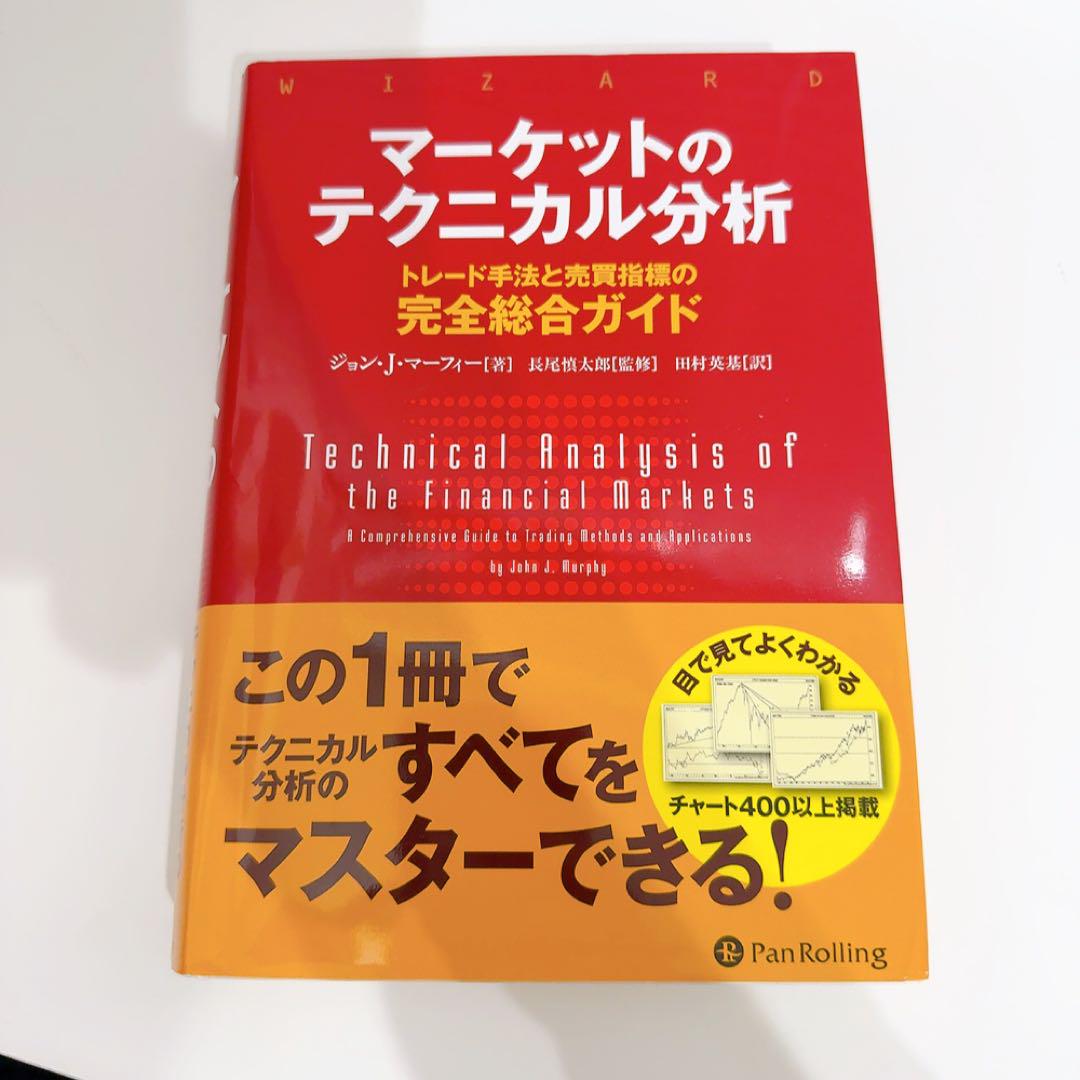 WIZARD
マーケットの
テクニカル分析
トレード手法と売買指標の
完全総合ガイド
ジョン・J・マーフィー[著] 長尾慎太郎[監修] 田村英基[訳]
Technical Analysis of
the Financial Markets
A Comprehensive Guide to Trading Methods and Applications
by John J. Murphy
この1冊で
テクニカル
分析の
すべてを
マスターできる!
目で見てよくわかる
チャート400以上掲載
PanRolling